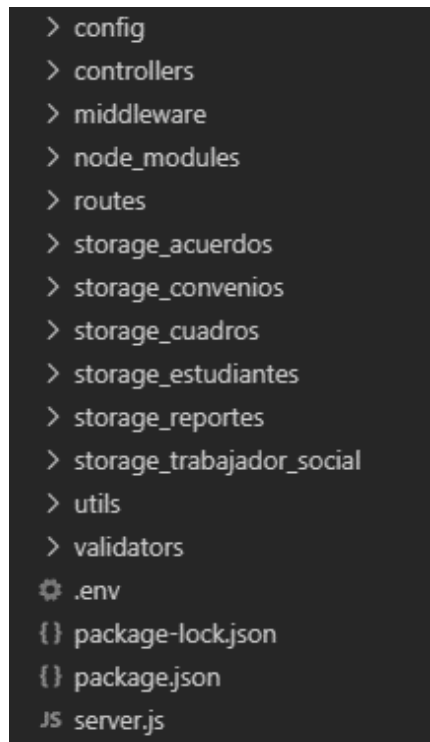 config
controllers
middleware
node_modules
routes
storage_acuerdos
storage_convenios
storage_cuadros
storage_estudiantes
storage_reportes
storage_trabajador_social
utils
validators
.env
{} package-lock.json
{} package.json
JS server.js